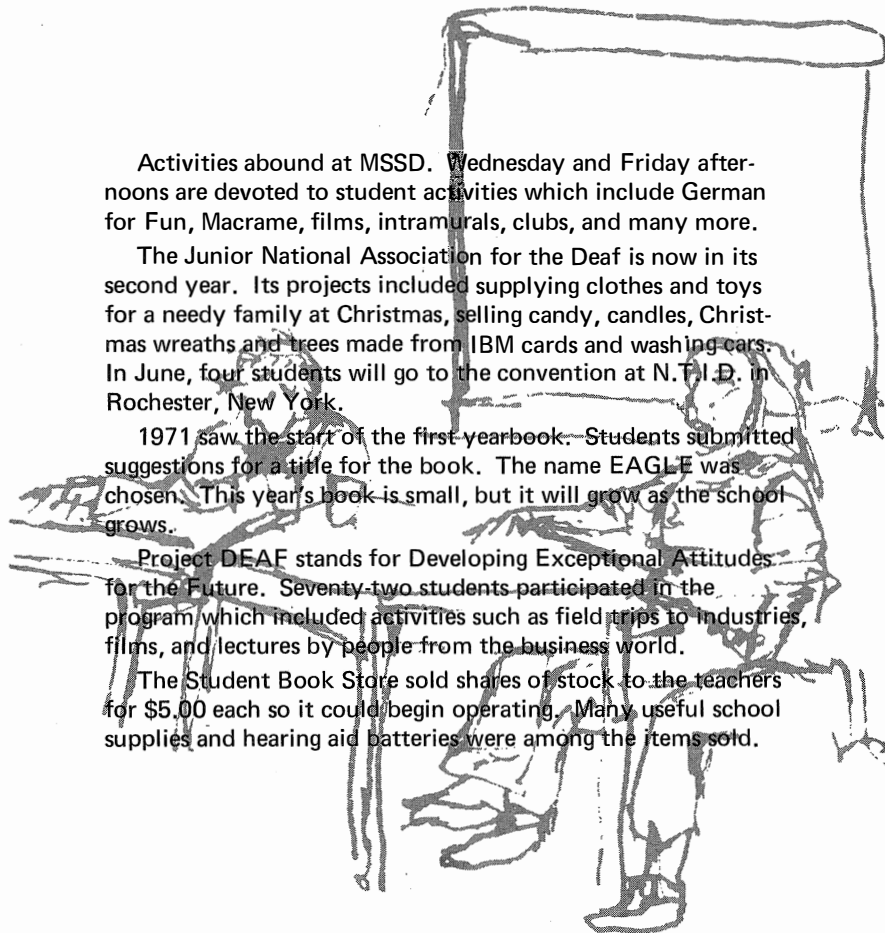 Activities abound at MSSD. Wednesday and Friday after-
noons are devoted to student activities which include German
for Fun, Macrame, films, intramurals, clubs, and many more.
The Junior National Association for the Deaf is now in its
second year. Its projects included supplying clothes and toys
for a needy family at Christmas, selling candy, candles, Christ-
mas wreaths and trees made from IBM cards and washing cars.
In June, four students will go to the convention at N.T.I.D. in
Rochester, New York.
1971 saw the start of the first yearbook. Students submitted
suggestions for a title for the book. The name EAGLE was
chosen. This year's book is small, but it will grow as the school
grows.
Project DEAF stands for Developing Exceptional Attitudes
for the Future. Seventy-two students participated in the
program which included activities such as field trips to industries,
films, and lectures by people from the business world.
The Student Book Store sold shares of stock to the teachers
for $5.00 each so it could begin operating. Many useful school
supplies and hearing aid batteries were among the items sold.